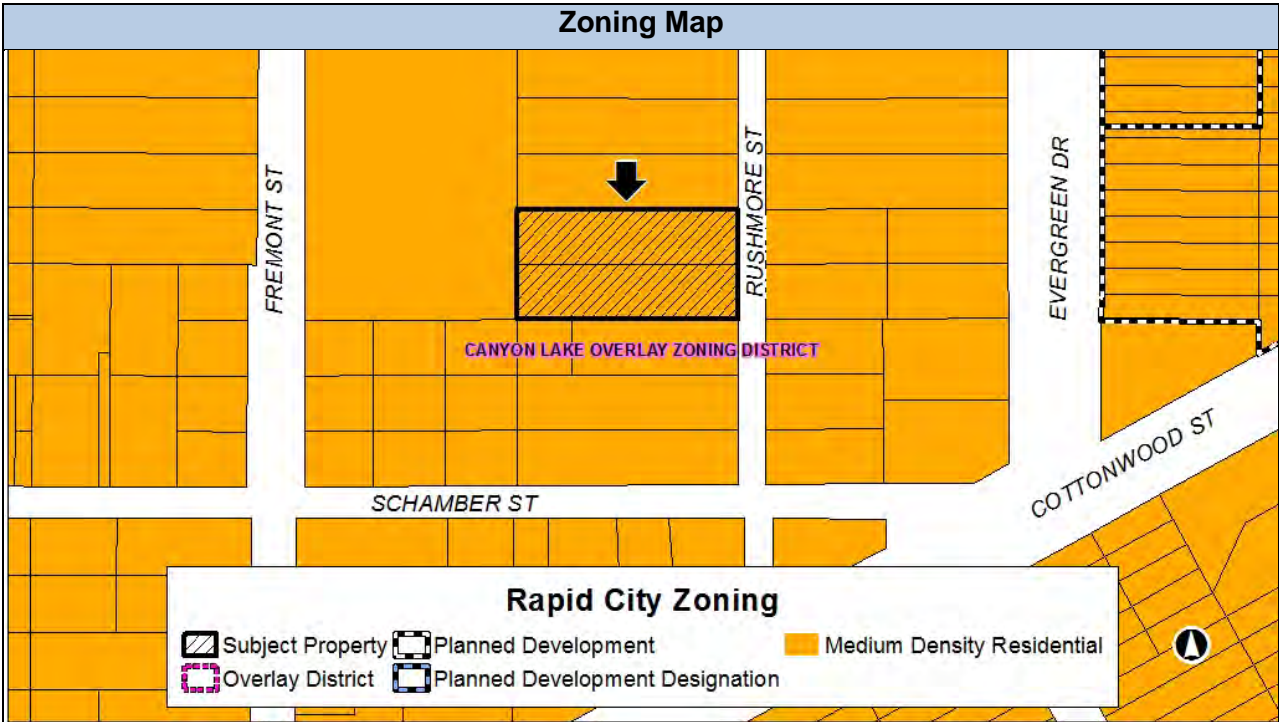 Zoning Map
FREMONT ST
RUSHMORE ST
EVERGREEN DR
CANYON LAKE OVERLAY ZONING DISTRICT
COTTONWOOD ST
SCHAMBER ST
Rapid City Zoning
Subject Property
Planned Development
Medium Density Residential
Overlay District
Planned Development Designation